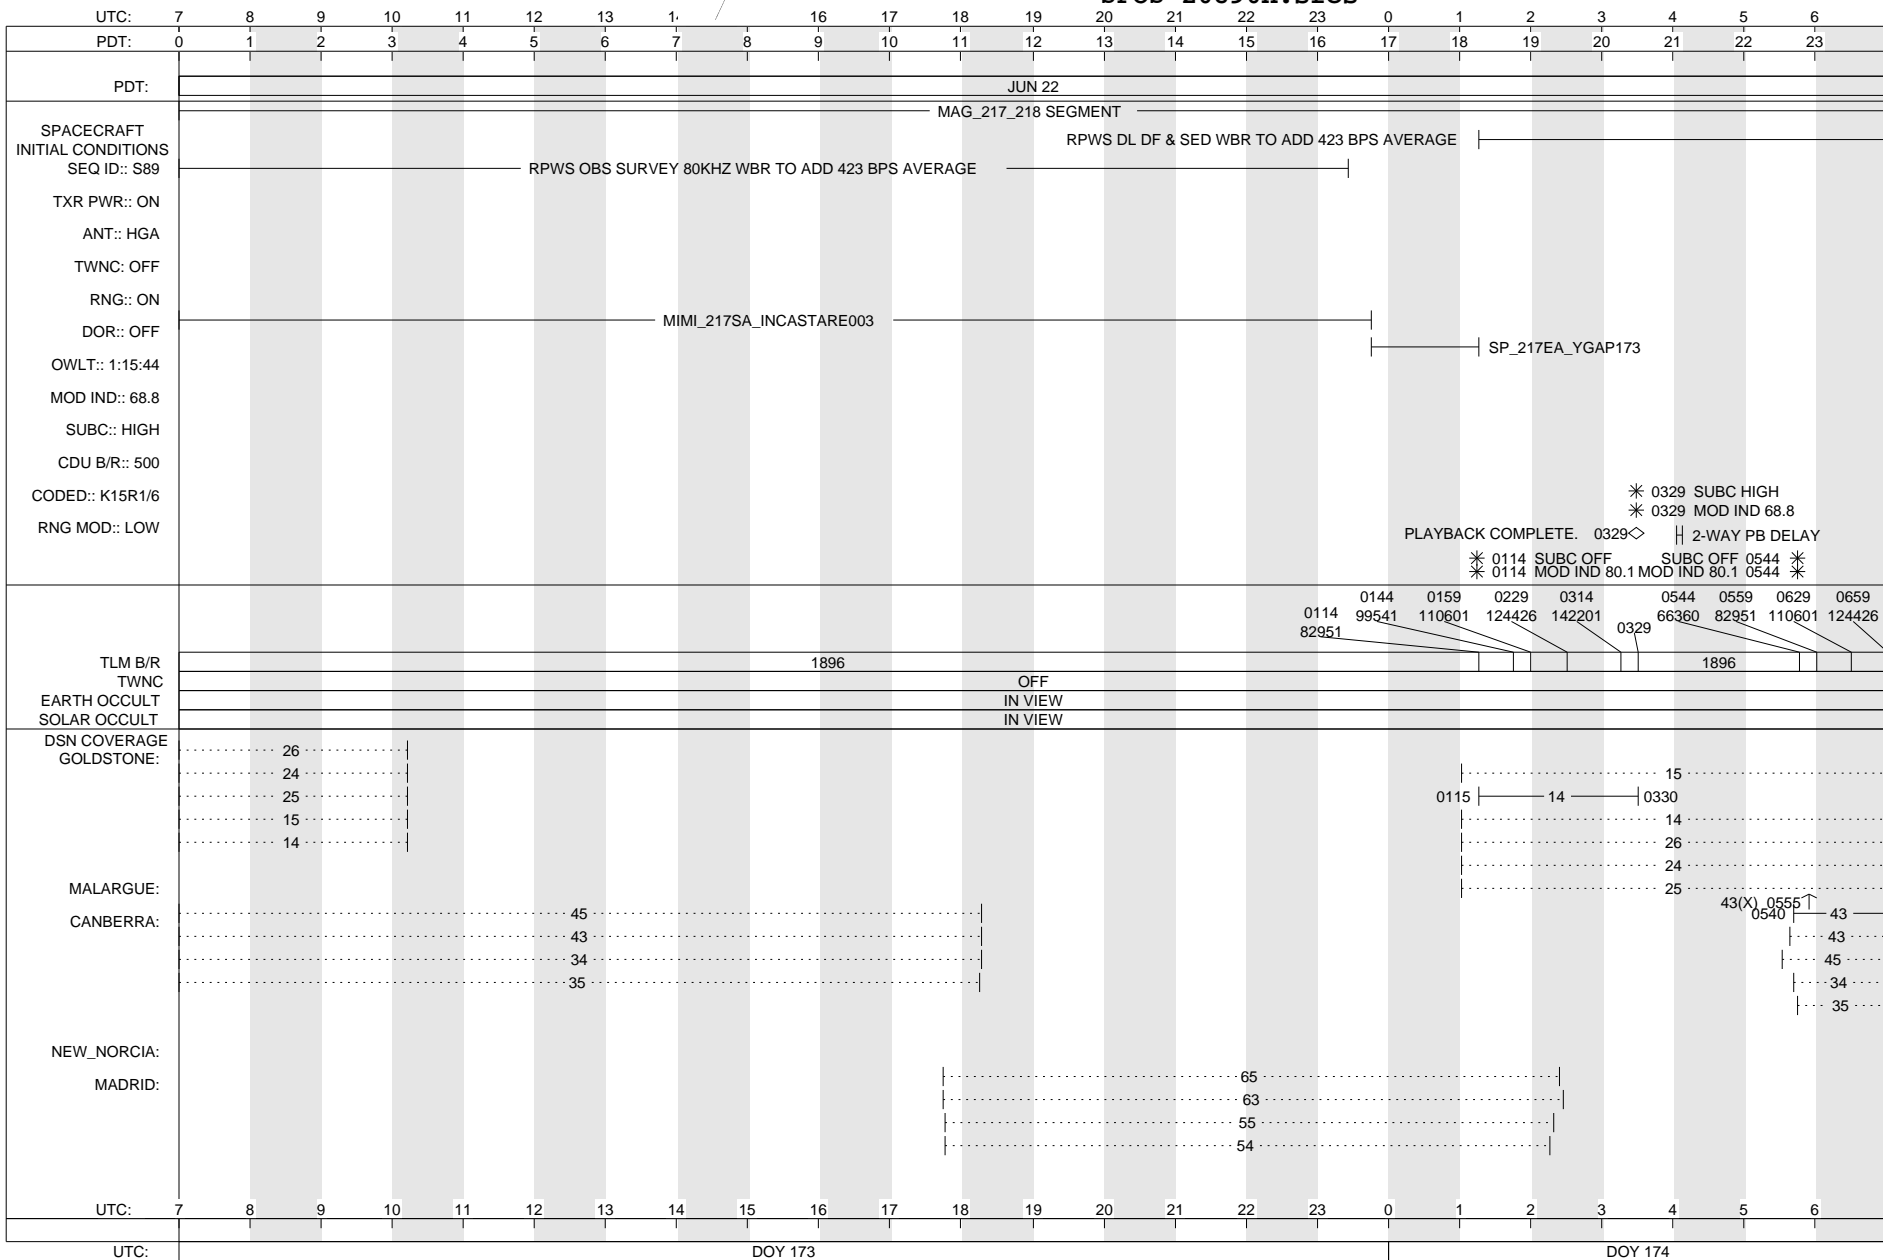 UTC: 7 8 9 10 11 12 13 16 17 18 19 20 21 22 23 0 1 2 3 4 5 6
PDT: 0 1 2 3 4 5 6 7 8 9 10 11 12 13 14 15 16 17 18 19 20 21 22 23
PDT: JUN 22
MAG_217_218 SEGMENT
SPACECRAFT
INITIAL CONDITIONS
RPWS DL DF & SED WBR TO ADD 423 BPS AVERAGE
SEQ ID:: S89
RPWS OBS SURVEY 80KHZ WBR TO ADD 423 BPS AVERAGE
TXR PWR:: ON
ANT:: HGA
TWNC: OFF
RNG:: ON
MIMI_217SA_INCASTARE003
DOR:: OFF
SP_217EA_YGAP173
OWLT:: 1:15:44
MOD IND:: 68.8
SUBC:: HIGH
CDU B/R:: 500
CODED:: K15R1/6
0329 SUBC HIGH
0329 MOD IND 68.8
RNG MOD:: LOW
PLAYBACK COMPLETE. 0329
2-WAY PB DELAY
0114 SUBC OFF SUBC OFF 0544
0114 MOD IND 80.1 MOD IND 80.1 0544
0114 0144 0159 0229 0314 0329 0544 0559 0629 0659
82951 99541 110601 124426 142201 66360 82951 110601 124426
TLM B/R 1896 1896
TWNC OFF
EARTH OCCULT IN VIEW
SOLAR OCCULT IN VIEW
DSN COVERAGE
GOLDSTONE:
26
24 15
25 0115 14 0330
15 14
14 26
24
MALARGUE: 25
43(X) 0555
CANBERRA: 45 0540 43
43 43
34 45
35 34
35
NEW_NORCIA:
MADRID: 65
63
55
54
UTC: 7 8 9 10 11 12 13 14 15 16 17 18 19 20 21 22 23 0 1 2 3 4 5 6
UTC: DOY 173 DOY 174